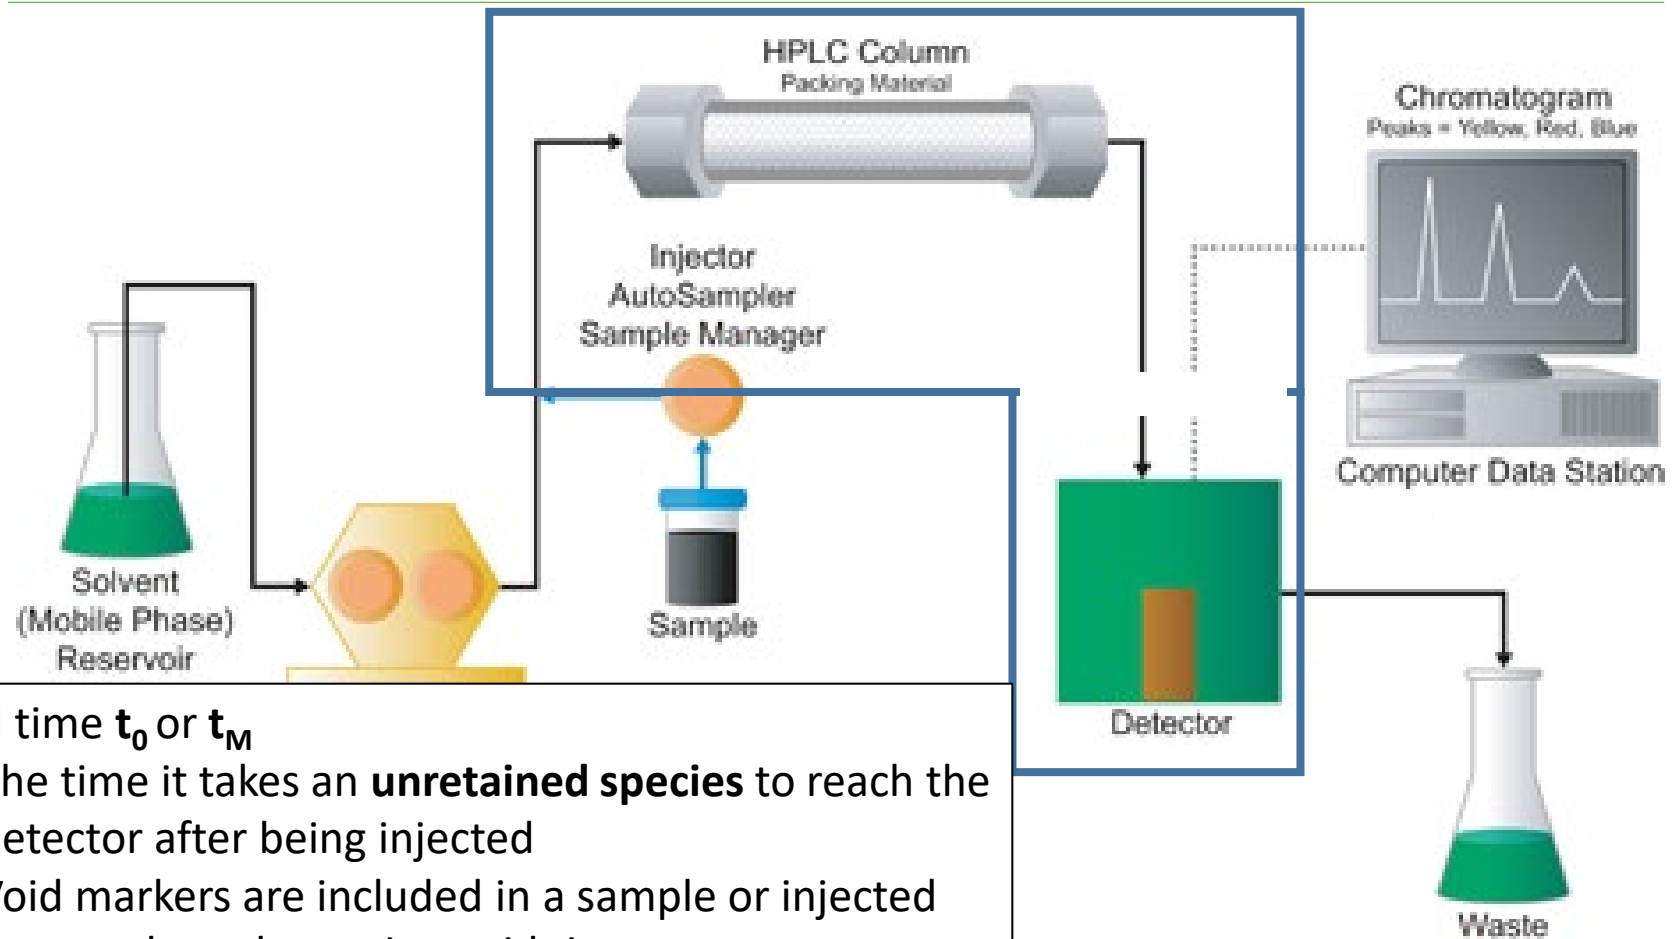 HPLC Column
Packing Material
Chromatogram
Peaks = Yellow, Red, Blue
Injector
AutoSampler
Sample Manager
Computer Data Station
Solvent
(Mobile Phase)
Reservoir
Sample
Detector
time t0 or tM
he time it takes an unretained species to reach the
etector after being injected
oid markers are included in a sample or injected
Waste